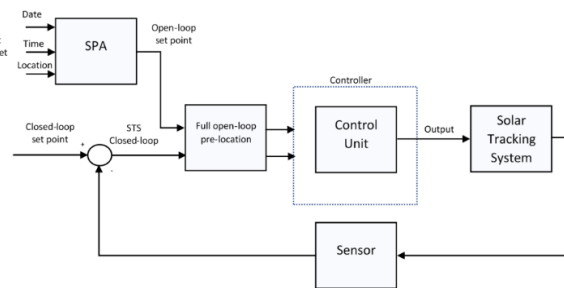 Date
Time
Location
SPA
Open-loop
set point
Closed-loop
set point
+
-
STS
Closed-loop
Full open-loop
pre-location
Controller
Control
Unit
Output
Solar
Tracking
System
Sensor